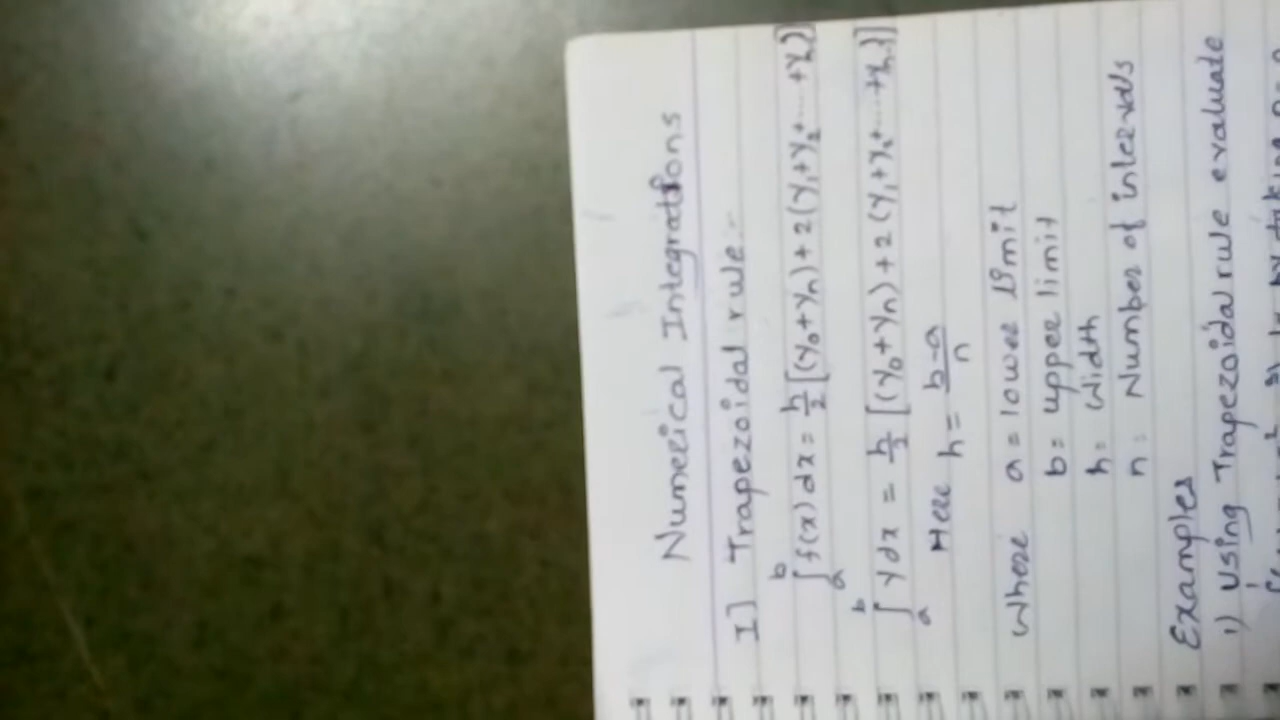 Numerical Integrations
I] Trapezoidal rule:-
∫ₐᵇ f(x) dx = h/2 [(y₀+yₙ)+2(y₁+y₂+....+yₙ)]
∫ₐᵇ y dx = h/2 [(y₀+yₙ)+2(y₁+y₂+....+yₙ₋₁)]
Here h = b-a/n
where a = lower limit
b = upper limit
h = width
n = Number of intervals
Examples
1) Using Trapezoidal rule evaluate